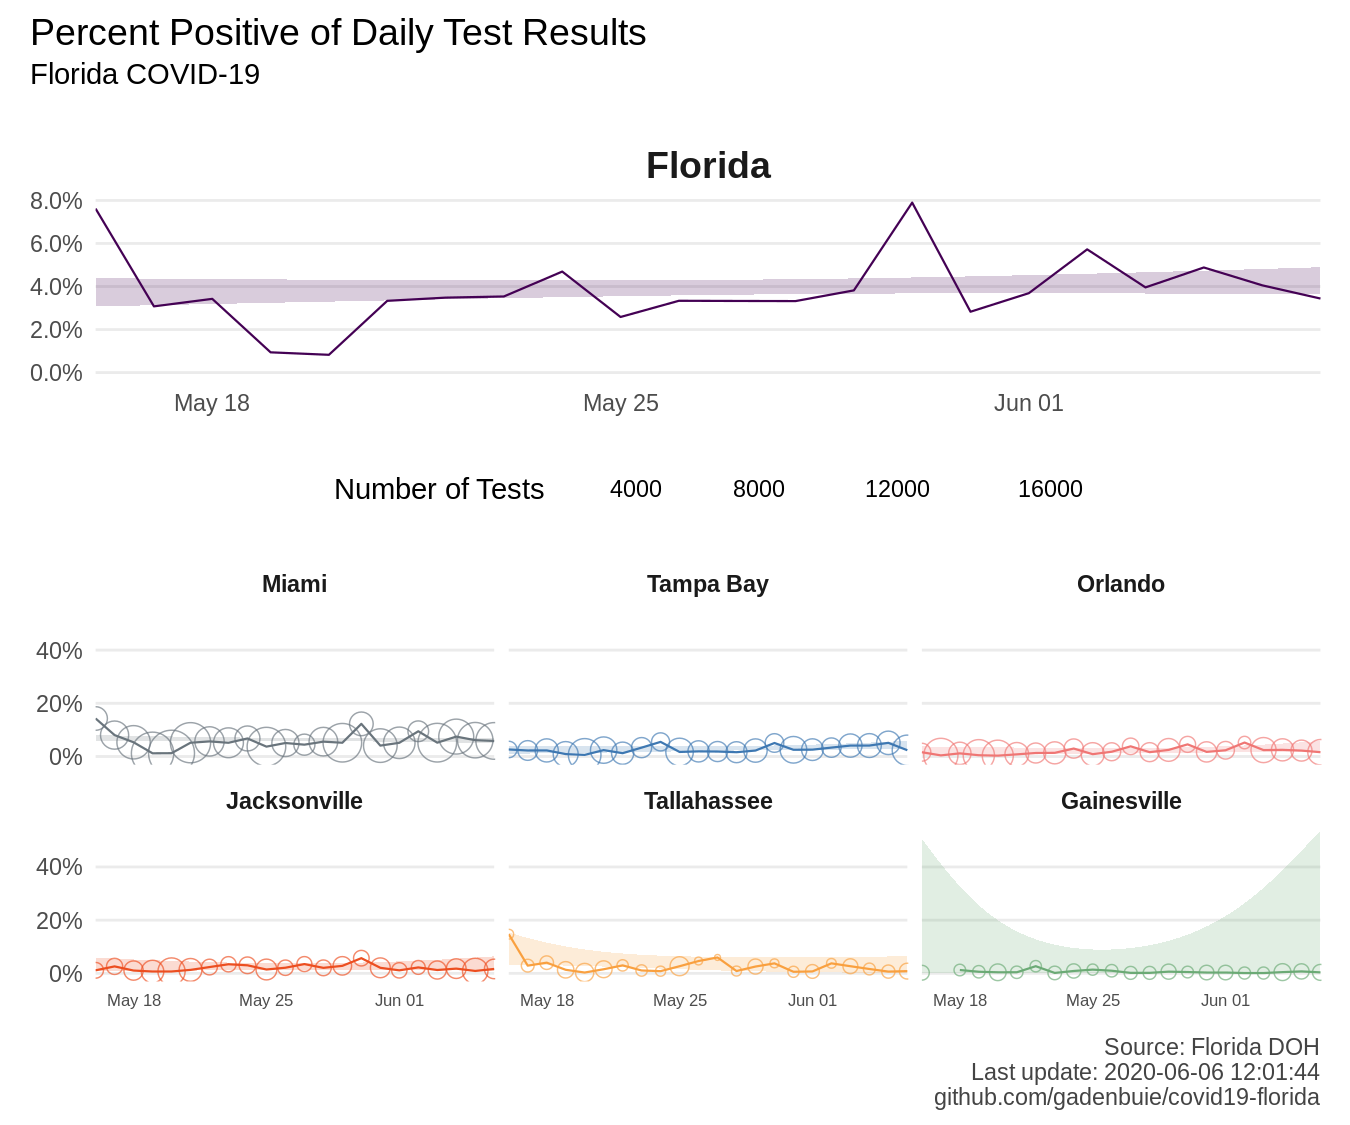 Percent Positive of Daily Test Results
Florida COVID-19
Florida
8.0%
6.0%
4.0%
2.0%
0.0%
May 18 May 25 Jun 01
Number of Tests 4000 8000 12000 16000
Miami Tampa Bay Orlando
40%
20%
0%
Jacksonville Tallahassee Gainesville
40%
20%
0%
May 18 May 25 Jun 01 May 18 May 25 Jun 01 May 18 May 25 Jun 01
Source: Florida DOH
Last update: 2020-06-06 12:01:44
github.com/gadenbuie/covid19-florida